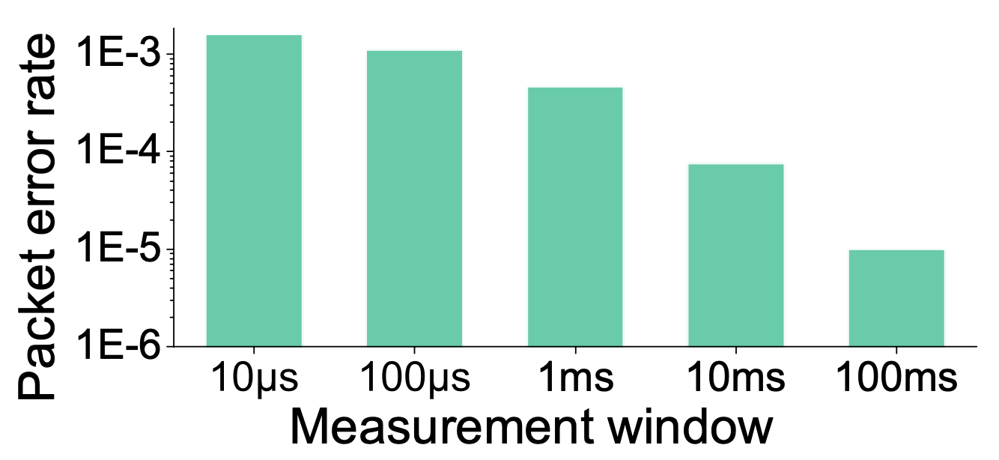 Packet error rate
1E-3
1E-4
1E-5
1E-6
10µs 100µs 1ms 10ms 100ms
Measurement window